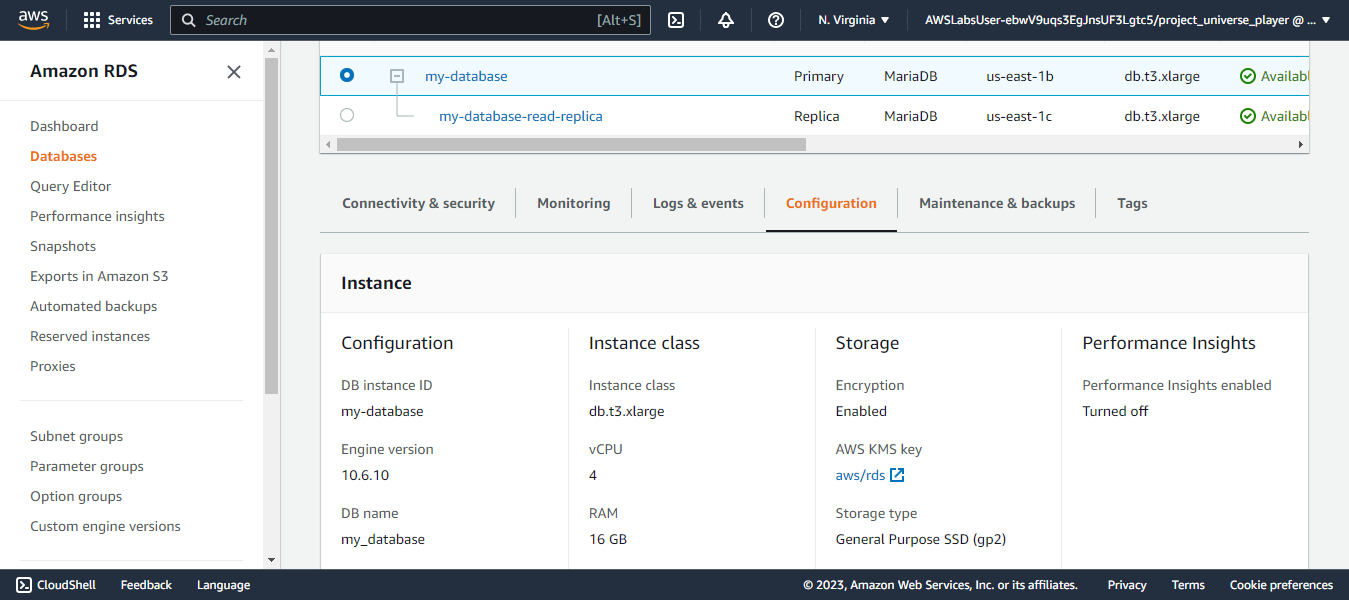 aws Services Search [Alt+S] N. Virginia AWSLabsUser-ebwV9uqs3EgJnsUF3Lgtc5/project_universe_player @ ...
Amazon RDS
Dashboard
Databases
Query Editor
Performance insights
Snapshots
Exports in Amazon S3
Automated backups
Reserved instances
Proxies
Subnet groups
Parameter groups
Option groups
Custom engine versions
my-database Primary MariaDB us-east-1b db.t3.xlarge Availabl
my-database-read-replica Replica MariaDB us-east-1c db.t3.xlarge Availabl
Connectivity & security Monitoring Logs & events Configuration Maintenance & backups Tags
Instance
Configuration
DB instance ID
my-database
Engine version
10.6.10
DB name
my_database
Instance class
Instance class
db.t3.xlarge
vCPU
4
RAM
16 GB
Storage
Encryption
Enabled
AWS KMS key
aws/rds
Storage type
General Purpose SSD (gp2)
Performance Insights
Performance Insights enabled
Turned off
CloudShell Feedback Language © 2023, Amazon Web Services, Inc. or its affiliates. Privacy Terms Cookie preferences